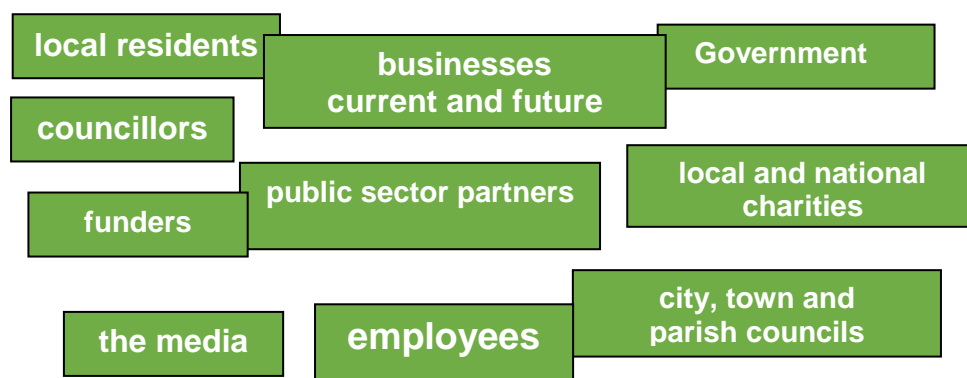 local residents
businesses
current and future
Government
councillors
public sector partners
local and national
charities
funders
city, town and
parish councils
the media
employees